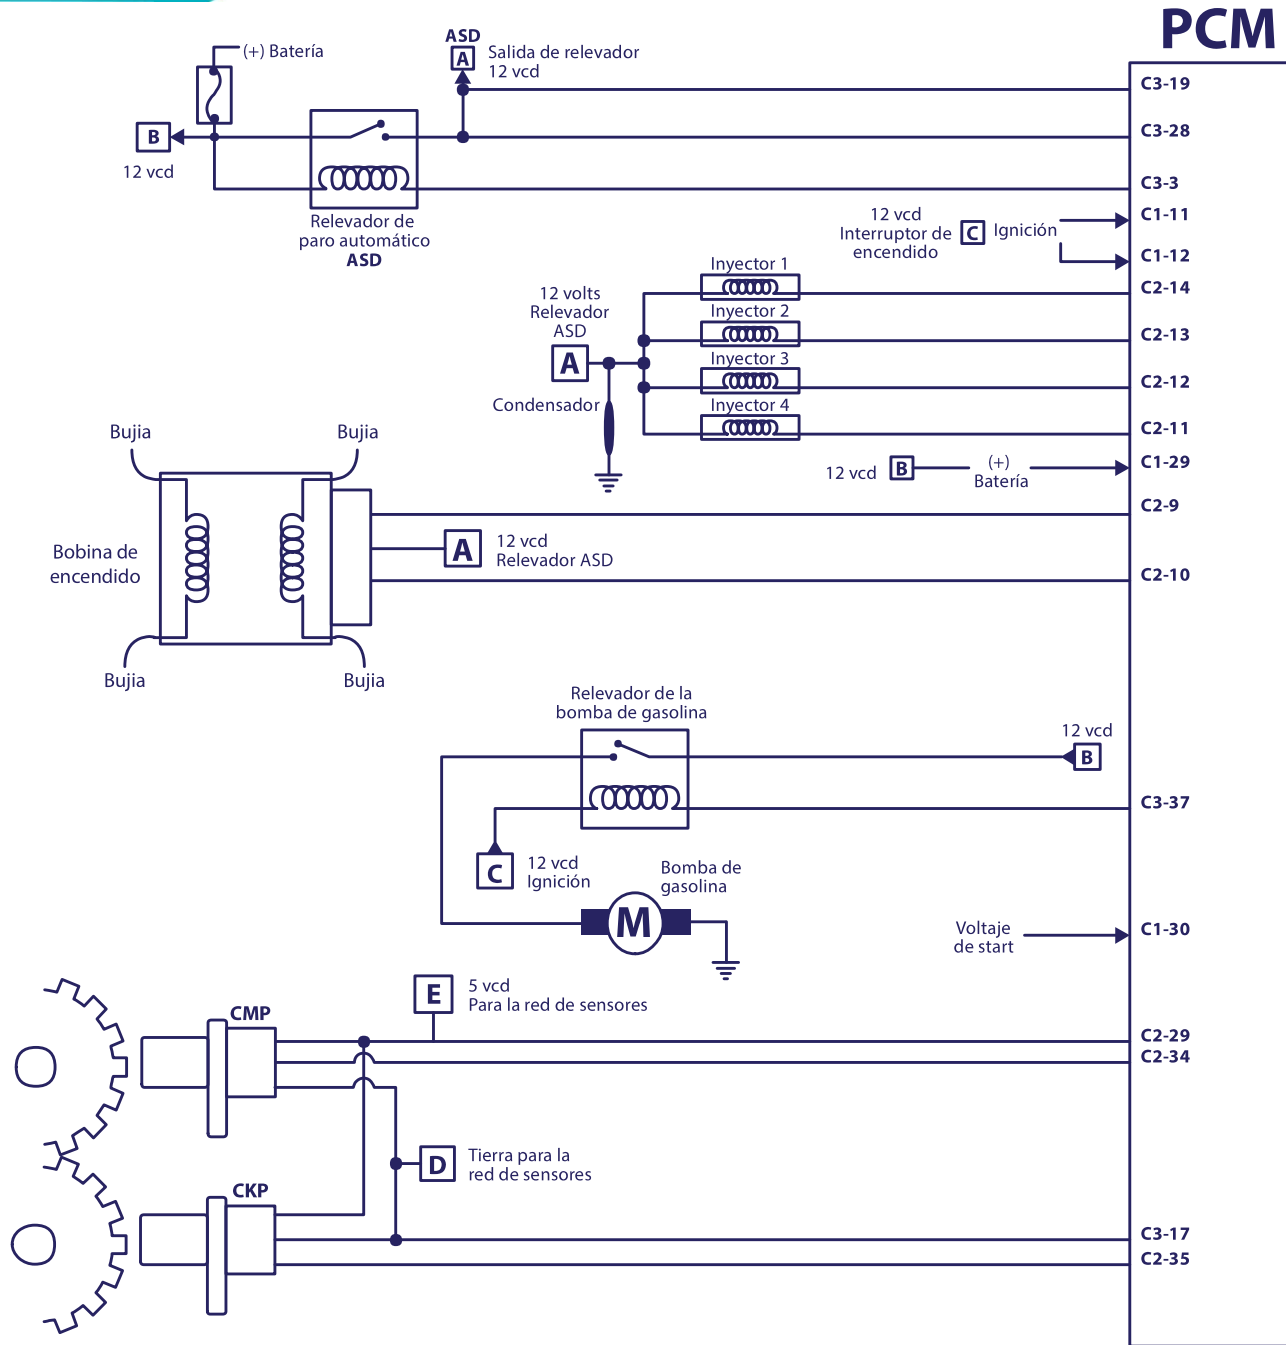 PCM
ASD
A
Salida de relevador
12 vcd
(+) Batería
B
12 vcd
Relevador de
paro automático
ASD
C3-19
C3-28
C3-3
12 vcd
Interruptor de
encendido
C
Ignición
C1-11
C1-12
12 volts
Relevador
ASD
A
Condensador
Inyector 1
C2-14
Inyector 2
C2-13
Inyector 3
C2-12
Inyector 4
C2-11
12 vcd
B
(+)
Batería
C1-29
Bujia
Bujia
Bobina de
encendido
Bujia
Bujia
A
12 vcd
Relevador ASD
C2-9
C2-10
Relevador de la
bomba de gasolina
12 vcd
B
C3-37
C
12 vcd
Ignición
Bomba de
gasolina
M
Voltaje
de start
C1-30
E
5 vcd
Para la red de sensores
CMP
C2-29
C2-34
D
Tierra para la
red de sensores
CKP
C3-17
C2-35